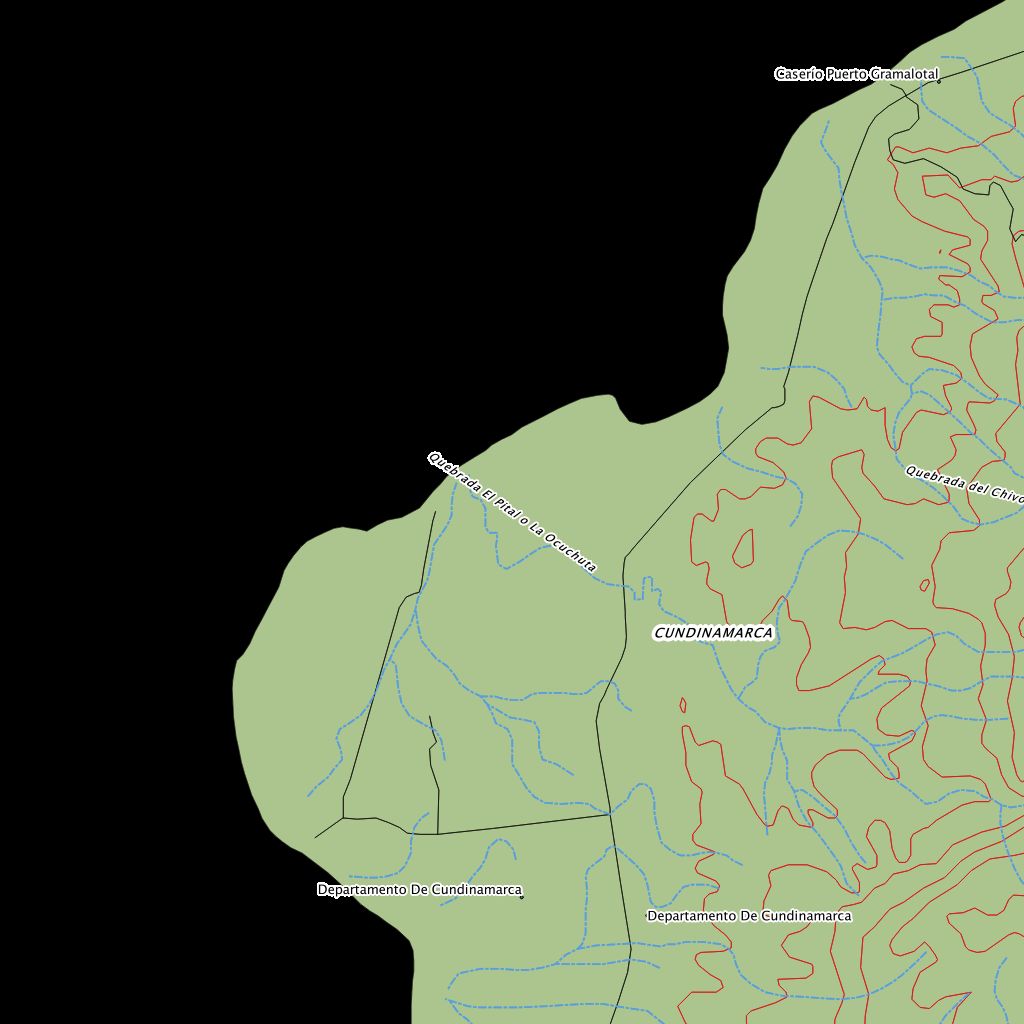 Caserío Puerto Gramalotal
Quebrada El Pital o La Ocuchuta
Quebrada del Chivo
CUNDINAMARCA
Departamento De Cundinamarca
Departamento De Cundinamarca